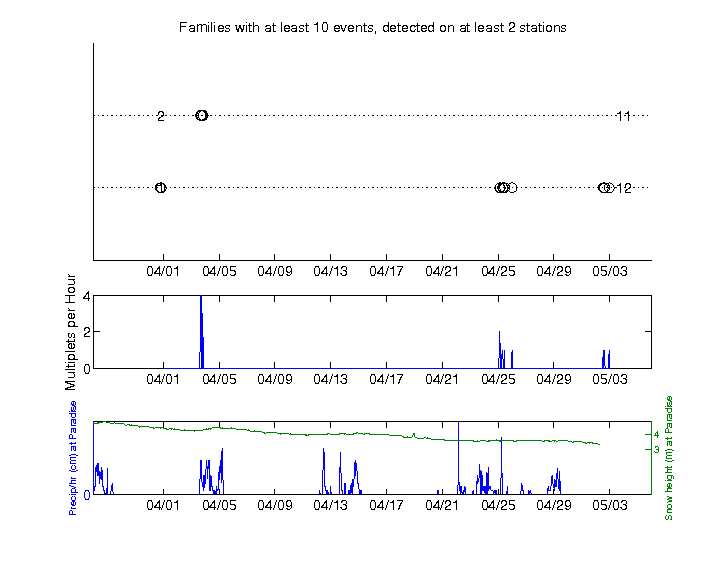 Families with at least 10 events, detected on at least 2 stations
2 11
1 12
04/01 04/05 04/09 04/13 04/17 04/21 04/25 04/29 05/03
Multiplets per Hour
4
2
0
04/01 04/05 04/09 04/13 04/17 04/21 04/25 04/29 05/03
Precip/hr (cm) at Paradise
0
4
3
Snow height (m) at Paradise
04/01 04/05 04/09 04/13 04/17 04/21 04/25 04/29 05/03